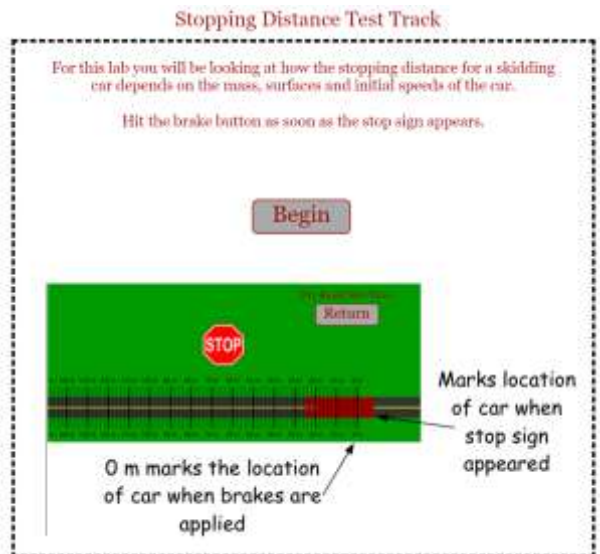 Stopping Distance Test Track
For this lab you will be looking at how the stopping distance for a skidding
car depends on the mass, surfaces and initial speeds of the car.
Hit the brake button as soon as the stop sign appears.
Begin
Return
STOP
Marks location
of car when
stop sign
appeared
0 m marks the location
of car when brakes are
applied